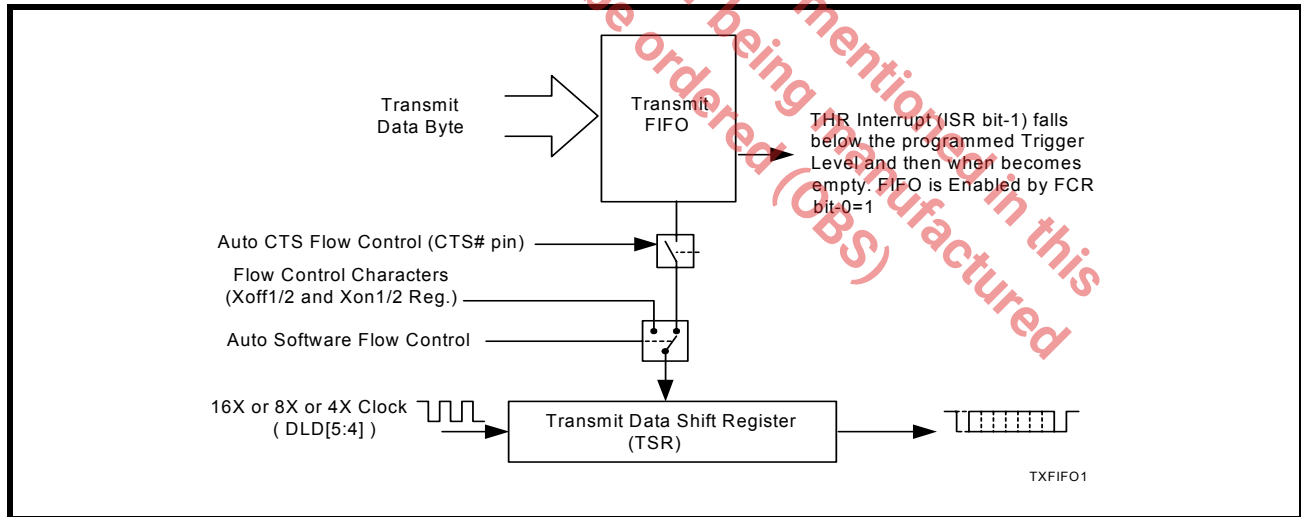 Transmit
Data Byte
Transmit
FIFO
THR Interrupt (ISR bit-1) falls
below the programmed Trigger
Level and then when becomes
empty. FIFO is Enabled by FCR
bit-0=1
Auto CTS Flow Control (CTS# pin)
Flow Control Characters
(Xoff1/2 and Xon1/2 Reg.)
Auto Software Flow Control
16X or 8X or 4X Clock
( DLD[5:4] )
Transmit Data Shift Register
(TSR)
TXFIFO1
mentioned in this
being manufactured
be ordered (OBS)